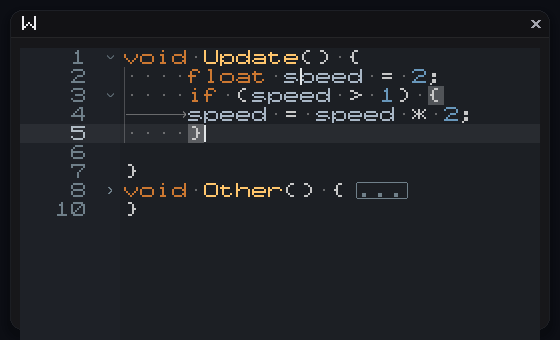 W ×
1 void Update() {
2 float speed = 2;
3 if (speed > 1) {
4 speed = speed * 2;
5 }
6
7 }
8 void Other() { ...
10 }